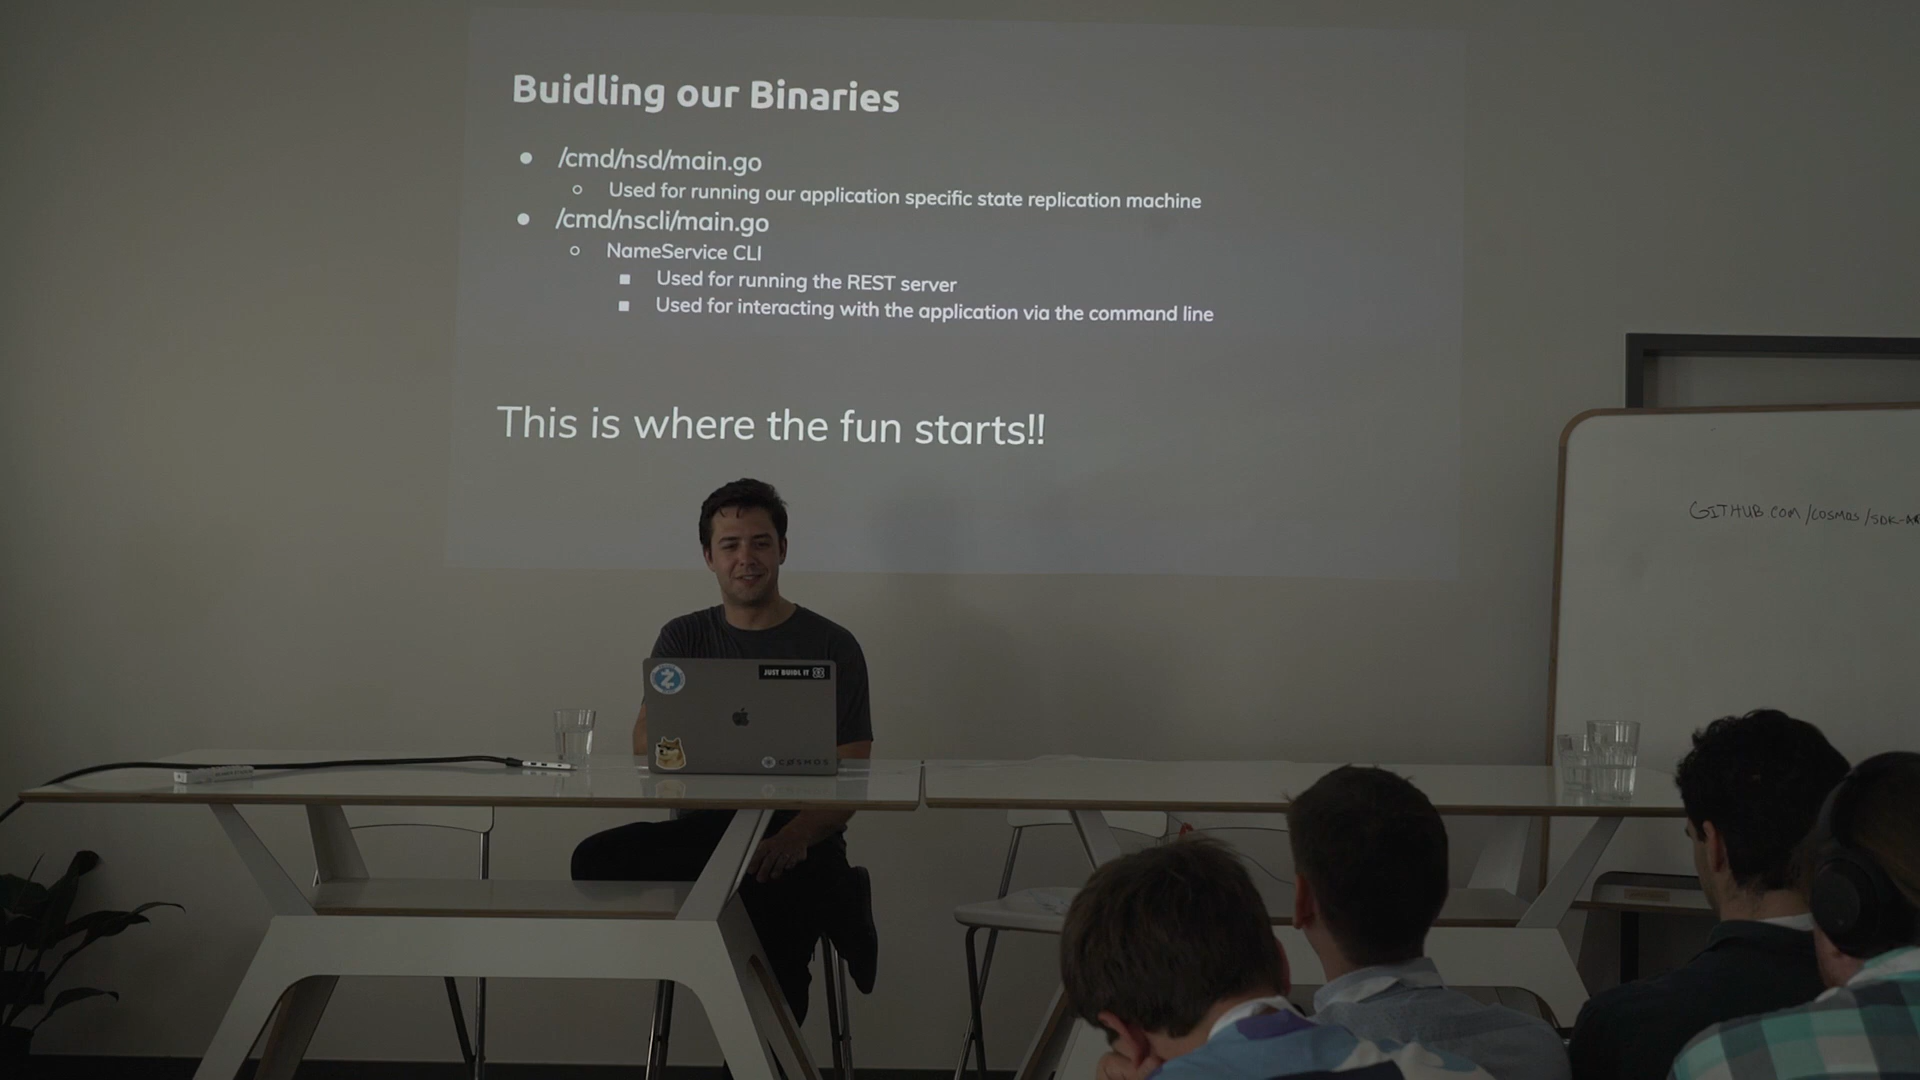 Buidling our Binaries
● /cmd/nsd/main.go
○ Used for running our application specific state replication machine
● /cmd/nscli/main.go
○ NameService CLI
■ Used for running the REST server
■ Used for interacting with the application via the command line
This is where the fun starts!!
GITHUB COM/COSMOS/SDK-
JUST BUIDL IT
COSMOS